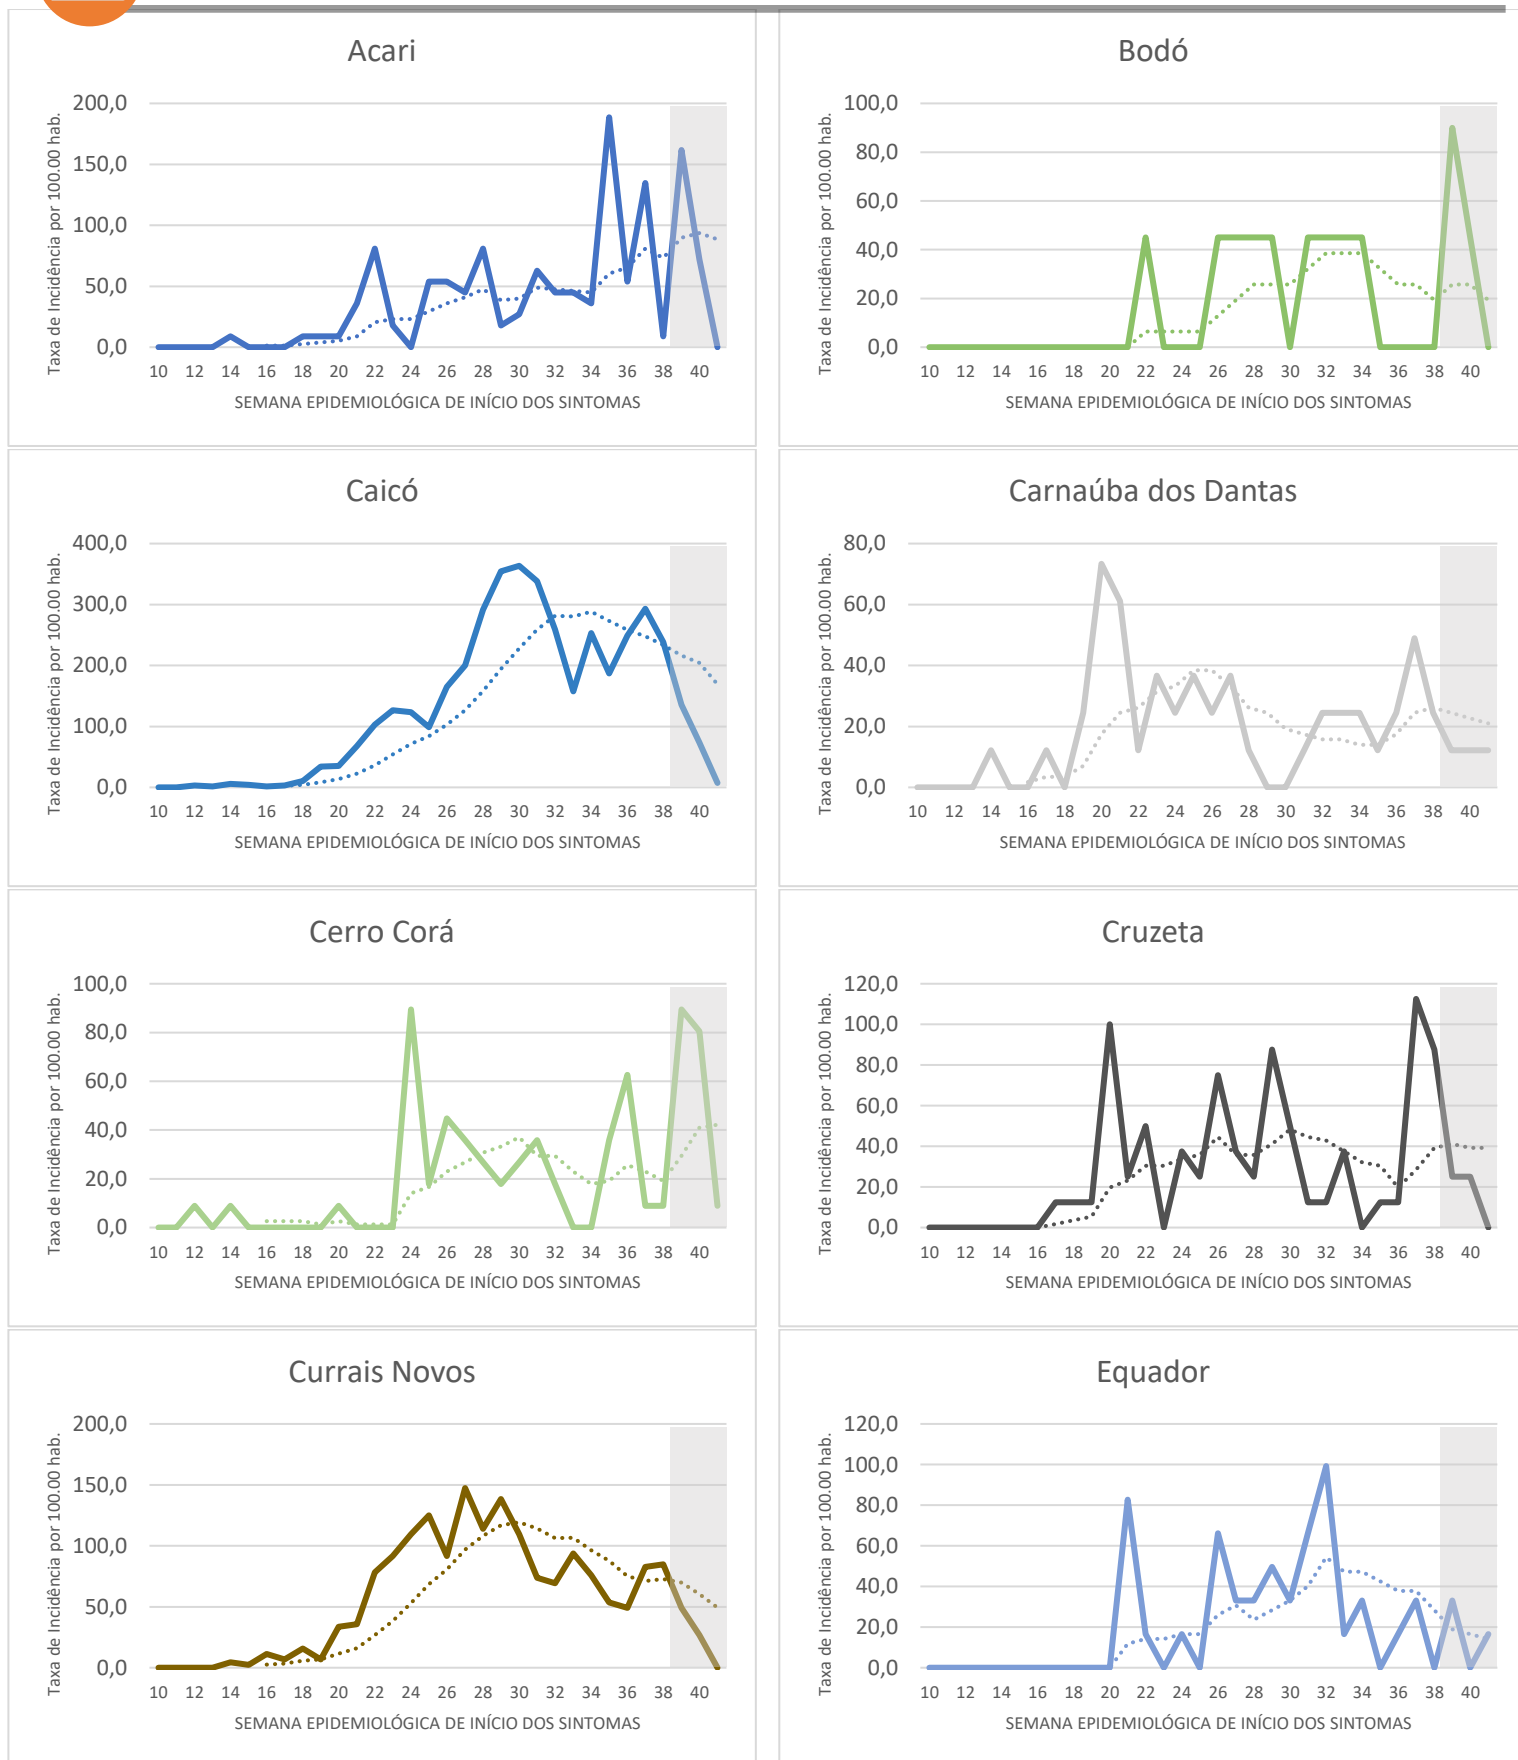 Acari
Taxa de Incidência por 100.00 hab.
200,0
150,0
100,0
50,0
0,0
10 12 14 16 18 20 22 24 26 28 30 32 34 36 38 40
SEMANA EPIDEMIOLÓGICA DE INÍCIO DOS SINTOMAS
Bodó
Taxa de Incidência por 100.00 hab.
100,0
80,0
60,0
40,0
20,0
0,0
10 12 14 16 18 20 22 24 26 28 30 32 34 36 38 40
SEMANA EPIDEMIOLÓGICA DE INÍCIO DOS SINTOMAS
Caicó
Taxa de Incidência por 100.00 hab.
400,0
300,0
200,0
100,0
0,0
10 12 14 16 18 20 22 24 26 28 30 32 34 36 38 40
SEMANA EPIDEMIOLÓGICA DE INÍCIO DOS SINTOMAS
Carnaúba dos Dantas
Taxa de Incidência por 100.00 hab.
80,0
60,0
40,0
20,0
0,0
10 12 14 16 18 20 22 24 26 28 30 32 34 36 38 40
SEMANA EPIDEMIOLÓGICA DE INÍCIO DOS SINTOMAS
Cerro Corá
Taxa de Incidência por 100.00 hab.
100,0
80,0
60,0
40,0
20,0
0,0
10 12 14 16 18 20 22 24 26 28 30 32 34 36 38 40
SEMANA EPIDEMIOLÓGICA DE INÍCIO DOS SINTOMAS
Cruzeta
Taxa de Incidência por 100.00 hab.
120,0
100,0
80,0
60,0
40,0
20,0
0,0
10 12 14 16 18 20 22 24 26 28 30 32 34 36 38 40
SEMANA EPIDEMIOLÓGICA DE INÍCIO DOS SINTOMAS
Currais Novos
Taxa de Incidência por 100.00 hab.
200,0
150,0
100,0
50,0
0,0
10 12 14 16 18 20 22 24 26 28 30 32 34 36 38 40
SEMANA EPIDEMIOLÓGICA DE INÍCIO DOS SINTOMAS
Equador
Taxa de Incidência por 100.00 hab.
120,0
100,0
80,0
60,0
40,0
20,0
0,0
10 12 14 16 18 20 22 24 26 28 30 32 34 36 38 40
SEMANA EPIDEMIOLÓGICA DE INÍCIO DOS SINTOMAS